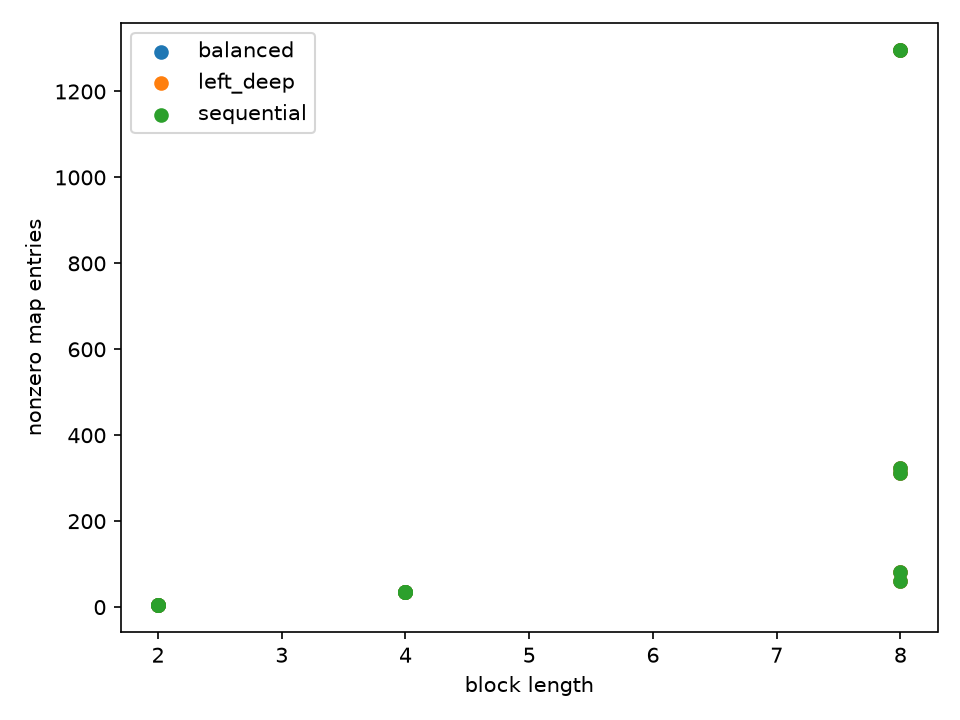 balanced
left_deep
sequential
1200
1000
800
600
400
200
0
nonzero map entries
2 3 4 5 6 7 8
block length